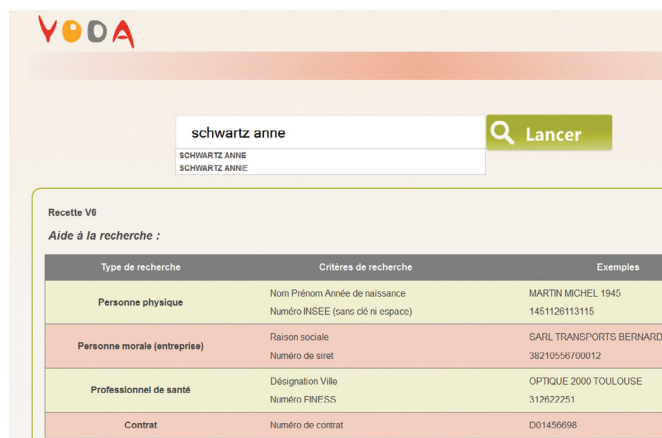 YODA
schwartz anne
Lancer
SCHWARTZ ANNE
SCHWARTZ ANNIE
Recette V6
Aide à la recherche :
Type de recherche Critères de recherche Exemples
Personne physique
Nom Prénom Année de naissance MARTIN MICHEL 1945
Numéro INSEE (sans clé ni espace) 1451126113115
Personne morale (entreprise)
Raison sociale SARL TRANSPORTS BERNARD
Numéro de siret 38210556700012
Professionnel de santé
Désignation Ville OPTIQUE 2000 TOULOUSE
Numéro FINESS 312622251
Contrat Numéro de contrat D01456698